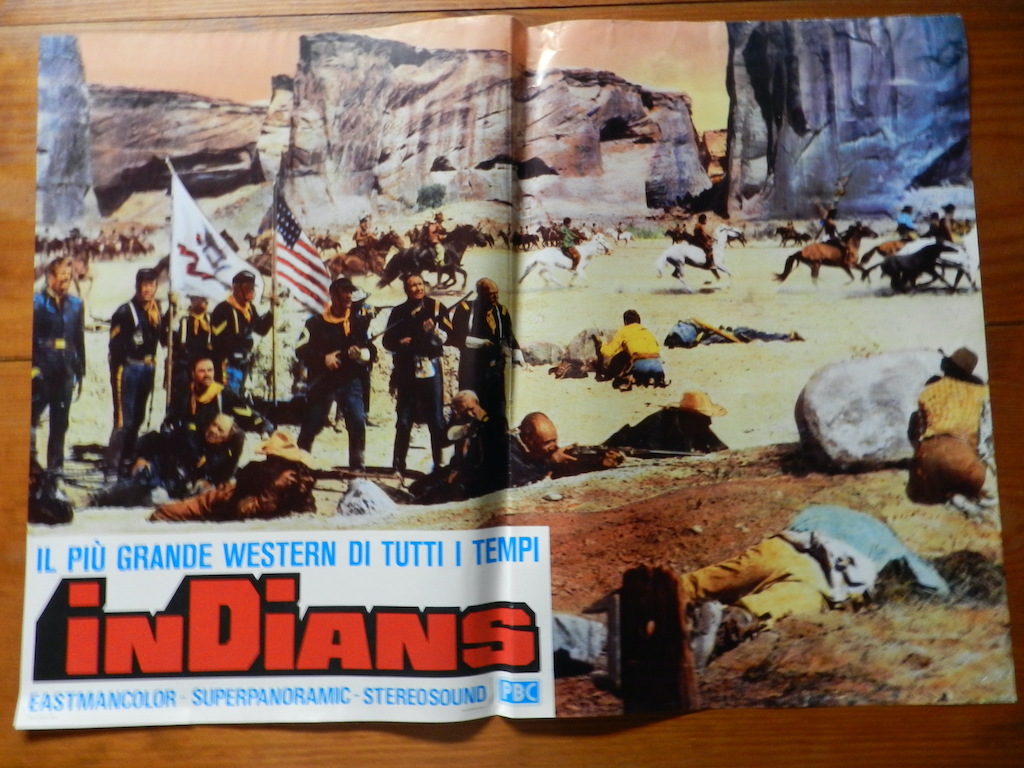 IL PIÙ GRANDE WESTERN DI TUTTI I TEMPI
iNDiANS
EASTMANCOLOR - SUPERPANORAMIC - STEREOSOUND PBC